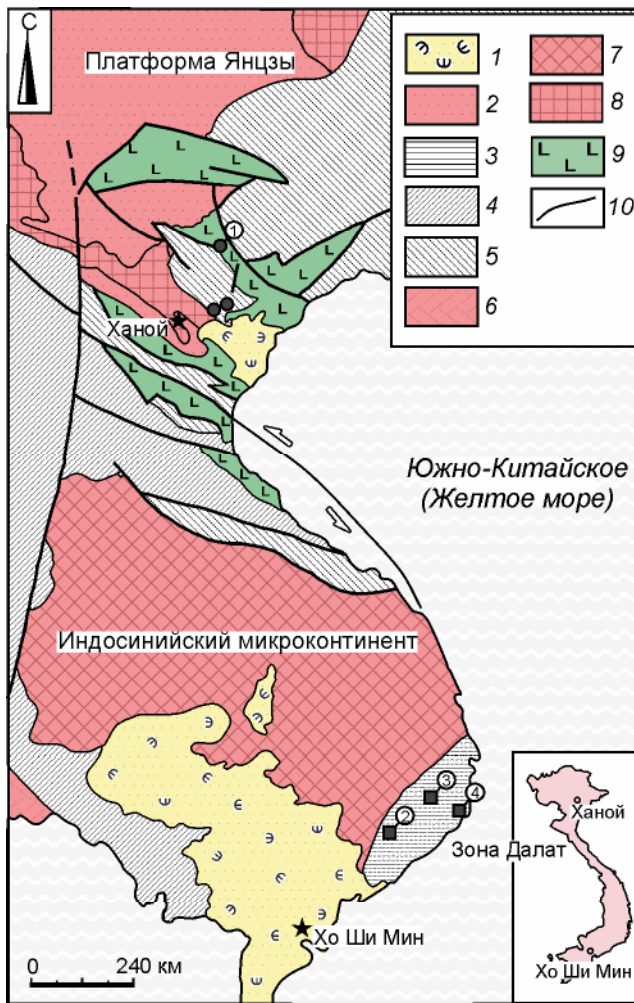 С
Платформа Янцзы
1
2
3
4
5
6
7
8
9
10
1
Ханой
Южно-Китайское
(Желтое море)
Индосинийский микроконтинент
3
4
2
Зона Далат
Хо Ши Мин
0
240 км
Ханой
Хо Ши Мин